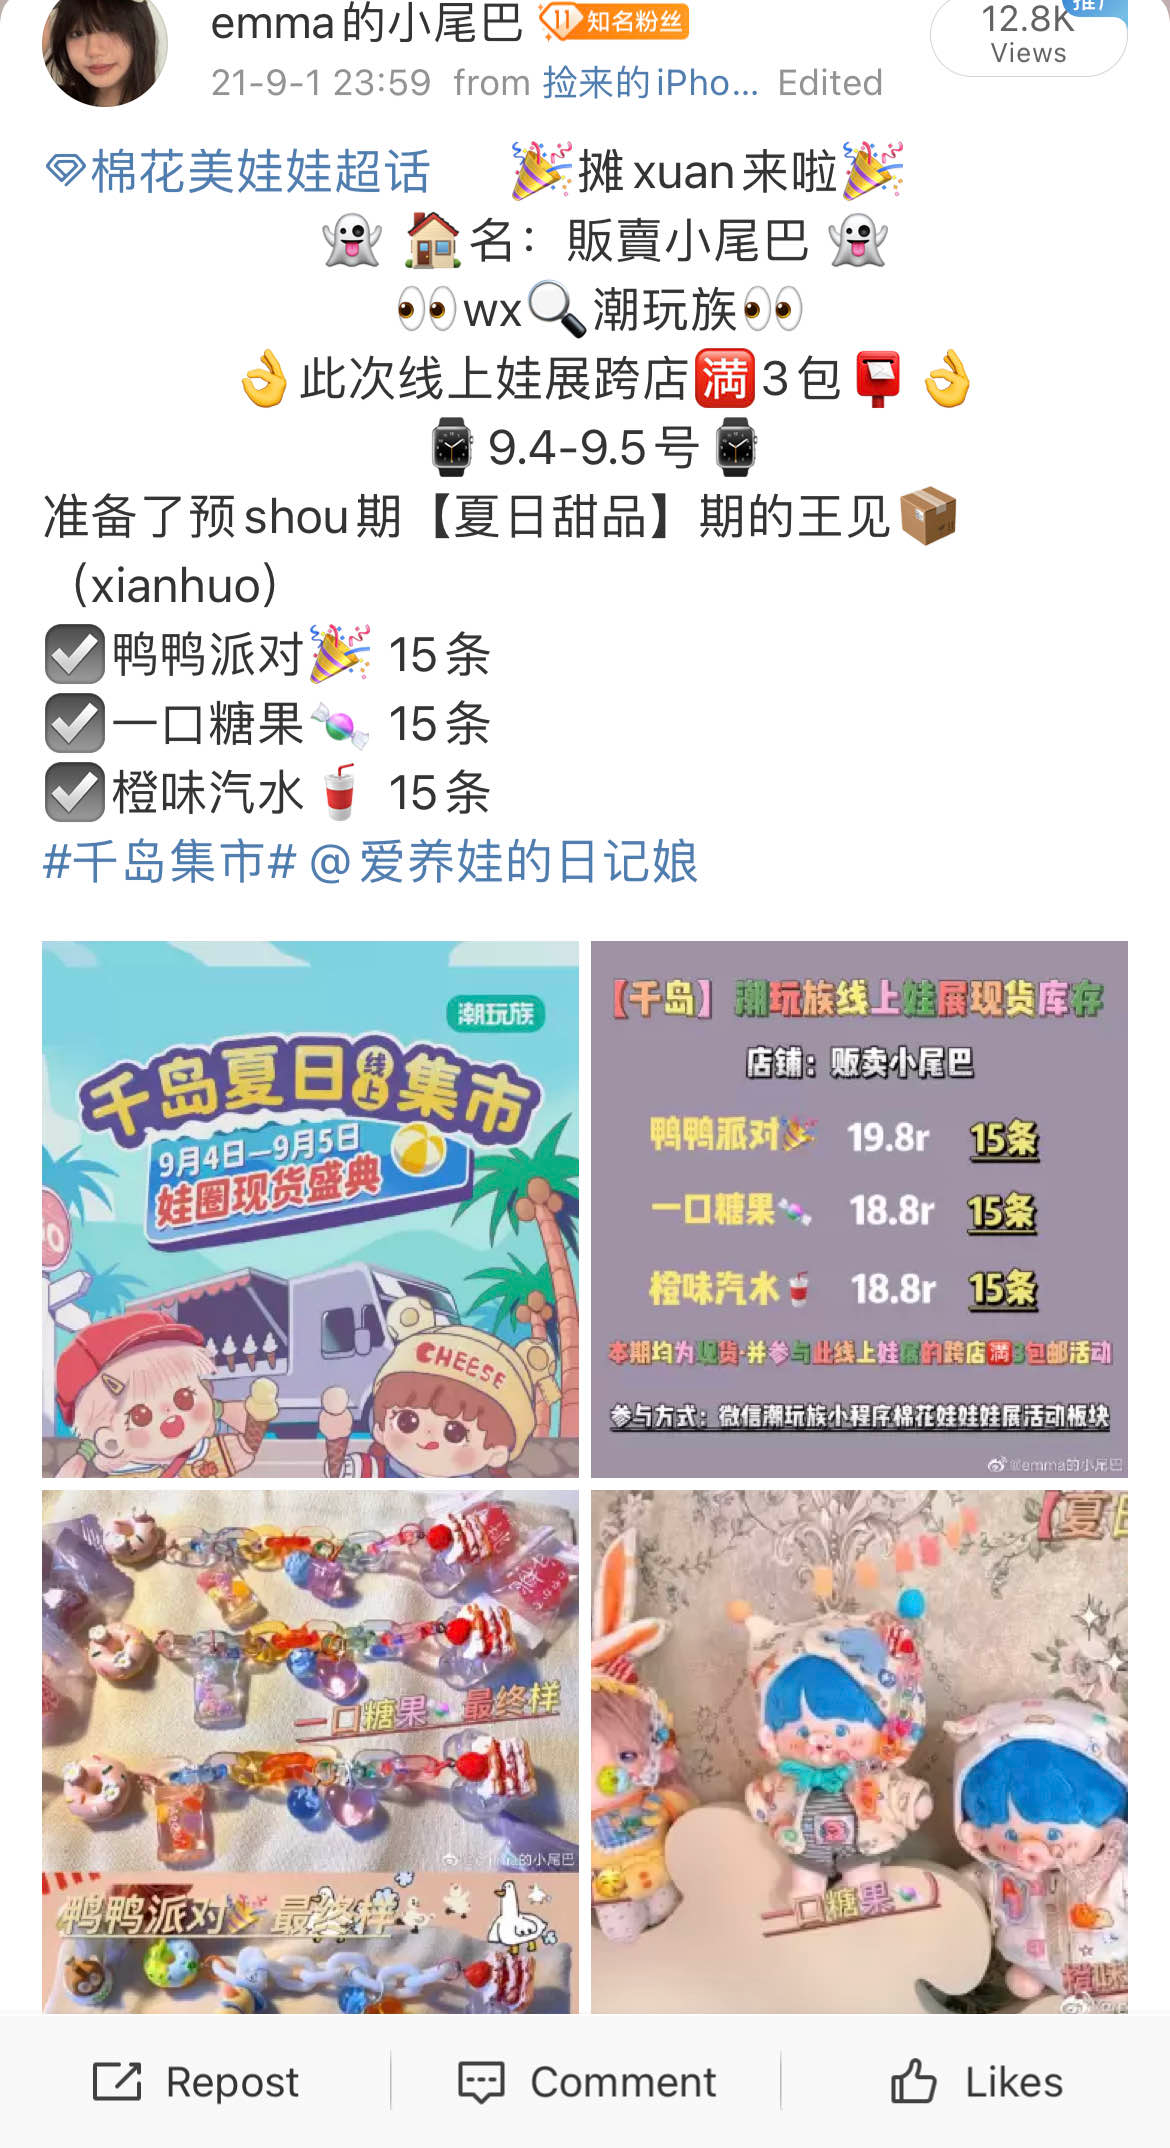 emma的小尾巴 11 知名粉丝
推广
12.8K
Views
21-9-1 23:59 from 捡来的iPho... Edited
棉花美娃娃超话 🎉摊xuan来啦🎉
👻 🏠名：販賣小尾巴 👻
👀wx🔍潮玩族👀
👌此次线上娃展跨店🈵3包📮 👌
⌚ 9.4-9.5号 ⌚
准备了预shou期【夏日甜品】期的王见📦
（xianhuo）
☑鸭鸭派对🎉 15条
☑一口糖果🍬 15条
☑橙味汽水🥤 15条
#千岛集市# @爱养娃的日记娘
潮玩族
千岛夏日线上集市
9月4日—9月5日
娃圈现货盛典
CHEESE
【千岛】潮玩族线上娃展现货库存
店铺：贩卖小尾巴
鸭鸭派对🎉 19.8r 15条
一口糖果🍬 18.8r 15条
橙味汽水🥤 18.8r 15条
本期均为现货·并参与此线上娃展的跨店🈵3包邮活动
参与方式：微信潮玩族小程序棉花娃娃娃展活动板块
@emma的小尾巴
一口糖果🍬 最终样
的小尾巴
鸭鸭派对🎉 最终样
【夏日
一口糖果🍬
橙味
Repost
Comment
Likes